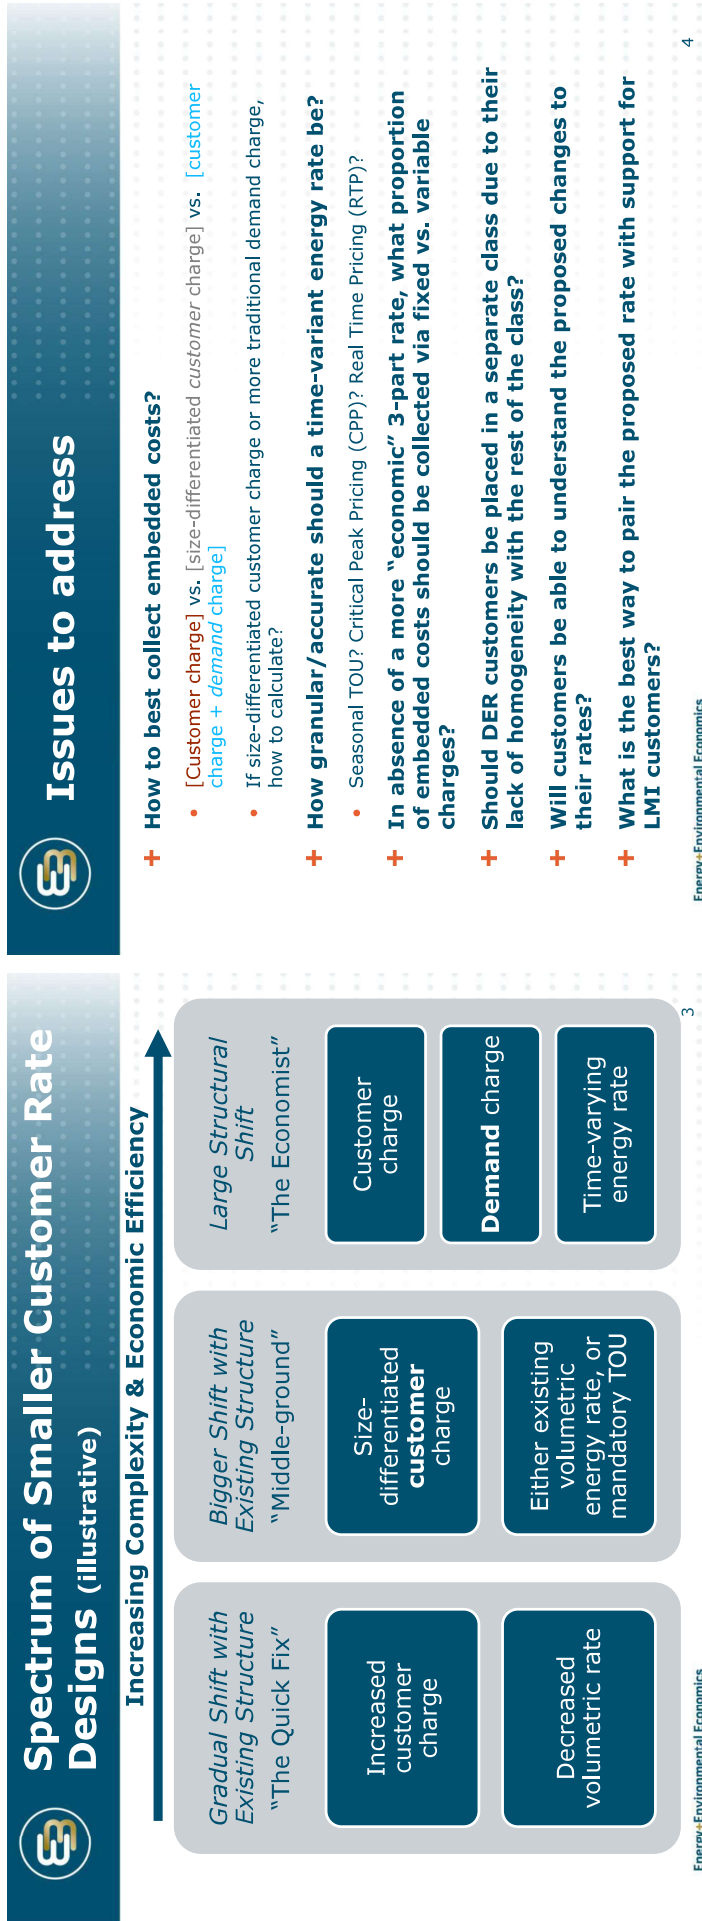 Spectrum of Smaller Customer Rate
Designs (illustrative)
Increasing Complexity & Economic Efficiency
Gradual Shift with
Existing Structure
“The Quick Fix”
Increased
customer
charge
Decreased
volumetric rate
Bigger Shift with
Existing Structure
“Middle-ground”
Size-
differentiated
customer
charge
Either existing
volumetric
energy rate, or
mandatory TOU
Large Structural
Shift
“The Economist”
Customer
charge
Demand charge
Time-varying
energy rate
Energy+Environmental Economics
3
Issues to address
+ How to best collect embedded costs?
• [Customer charge] vs. [size-differentiated customer charge] vs. [customer
charge + demand charge]
• If size-differentiated customer charge or more traditional demand charge,
how to calculate?
+ How granular/accurate should a time-variant energy rate be?
• Seasonal TOU? Critical Peak Pricing (CPP)? Real Time Pricing (RTP)?
+ In absence of a more “economic” 3-part rate, what proportion
of embedded costs should be collected via fixed vs. variable
charges?
+ Should DER customers be placed in a separate class due to their
lack of homogeneity with the rest of the class?
+ Will customers be able to understand the proposed changes to
their rates?
+ What is the best way to pair the proposed rate with support for
LMI customers?
Energy+Environmental Economics
4